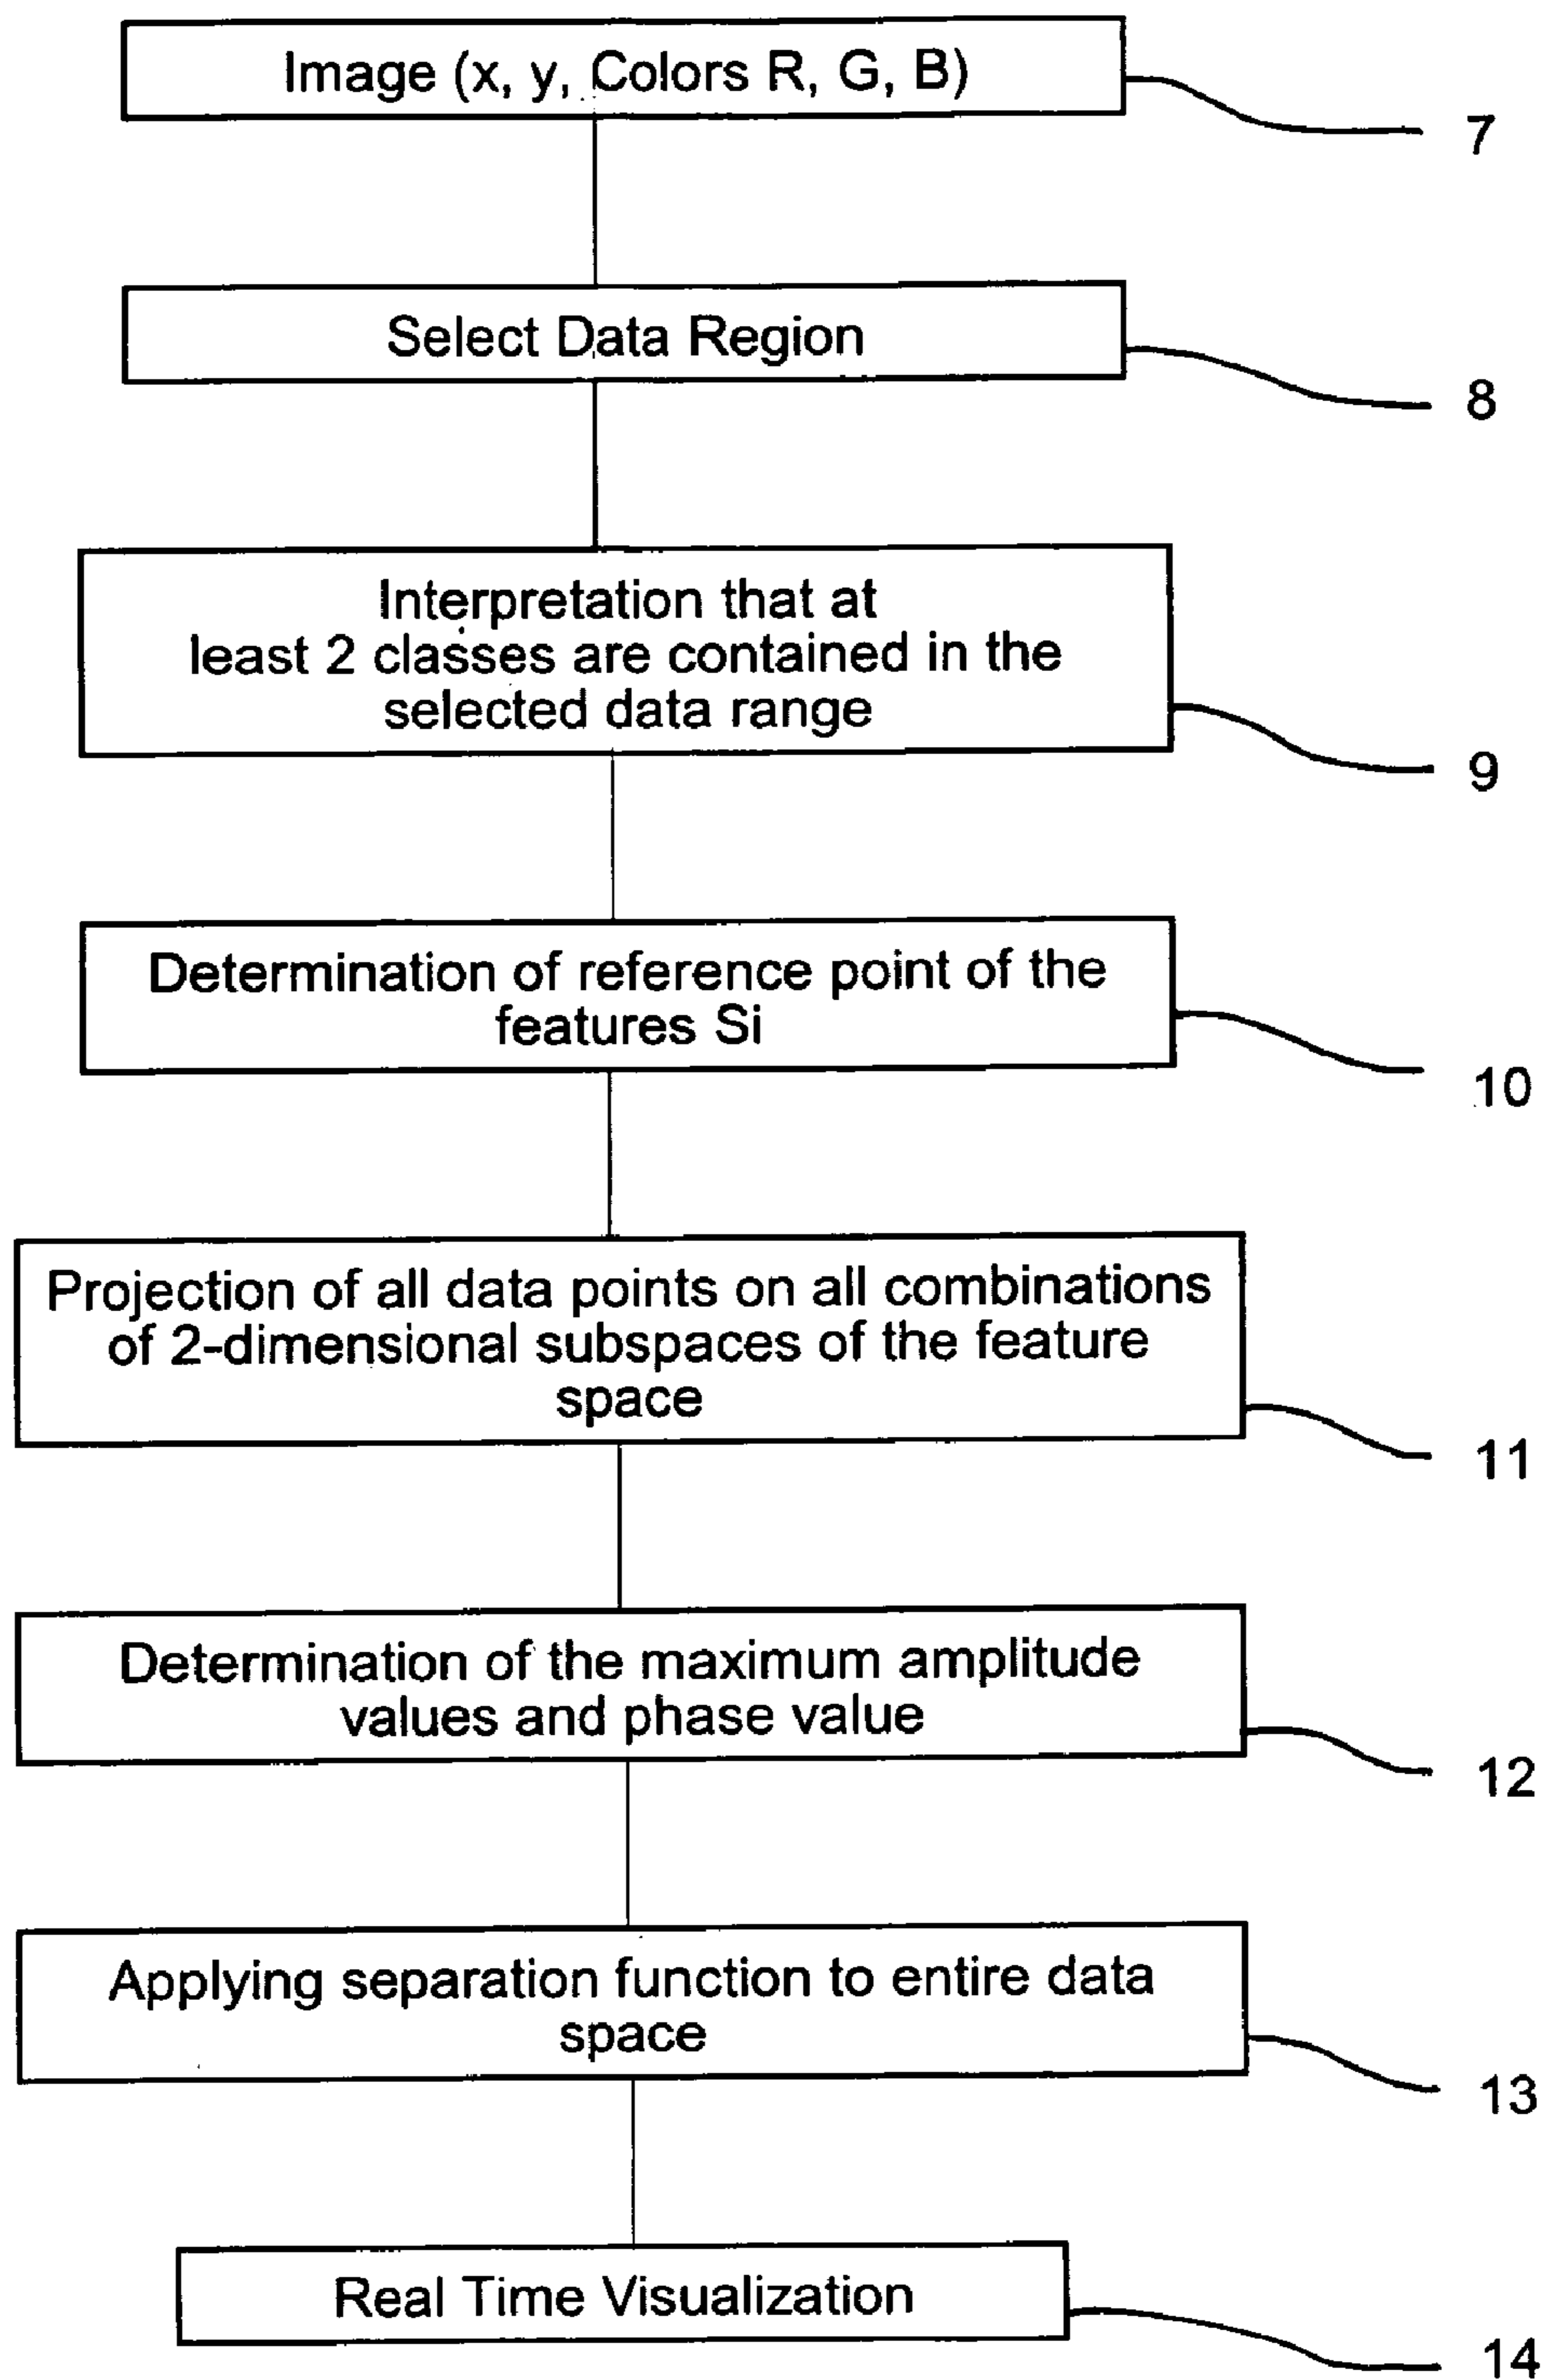 Image (x, y, Colors R, G, B)
7
Select Data Region
8
Interpretation that at
least 2 classes are contained in the
selected data range
9
Determination of reference point of the
features Si
10
Projection of all data points on all combinations
of 2-dimensional subspaces of the feature
space
11
Determination of the maximum amplitude
values and phase value
12
Applying separation function to entire data
space
13
Real Time Visualization
14